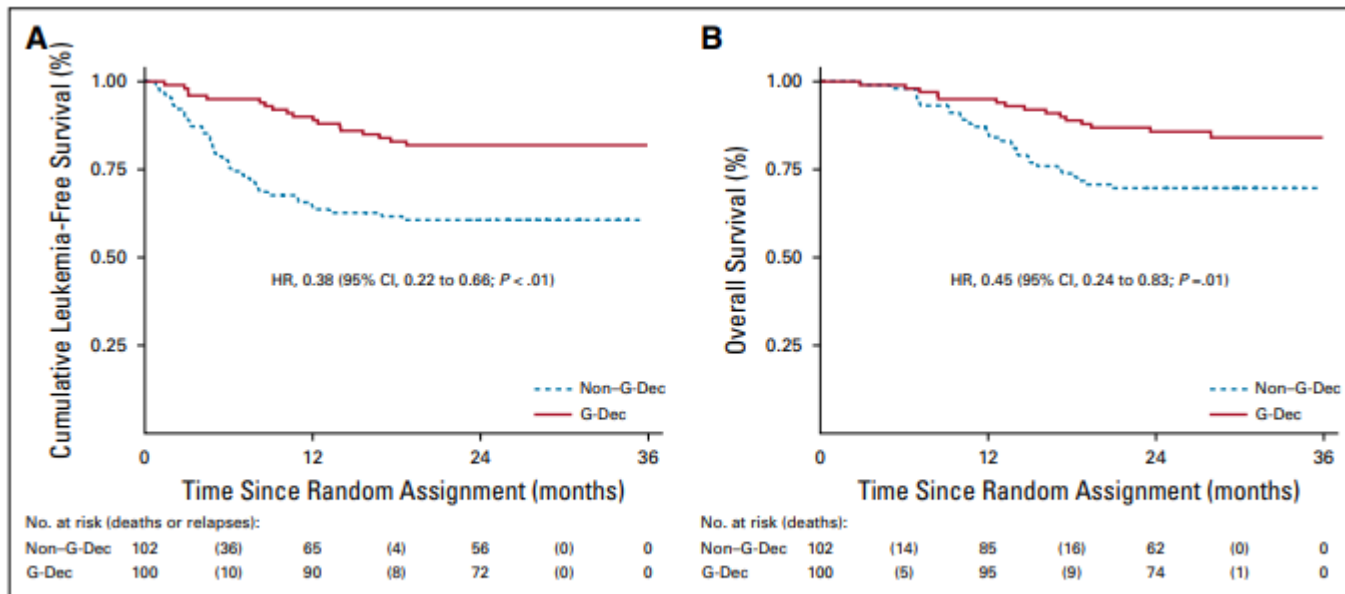 A
Cumulative Leukemia-Free Survival (%)
1.00
0.75
0.50
0.25
HR, 0.38 (95% CI, 0.22 to 0.66; P < .01)
Non–G-Dec
G-Dec
0 12 24 36
Time Since Random Assignment (months)
No. at risk (deaths or relapses):
Non–G-Dec 102 (36) 65 (4) 56 (0) 0
G-Dec 100 (10) 90 (8) 72 (0) 0
B
Overall Survival (%)
1.00
0.75
0.50
0.25
HR, 0.45 (95% CI, 0.24 to 0.83; P =.01)
Non–G-Dec
G-Dec
0 12 24 36
Time Since Random Assignment (months)
No. at risk (deaths):
Non–G-Dec 102 (14) 85 (16) 62 (0) 0
G-Dec 100 (5) 95 (9) 74 (1) 0